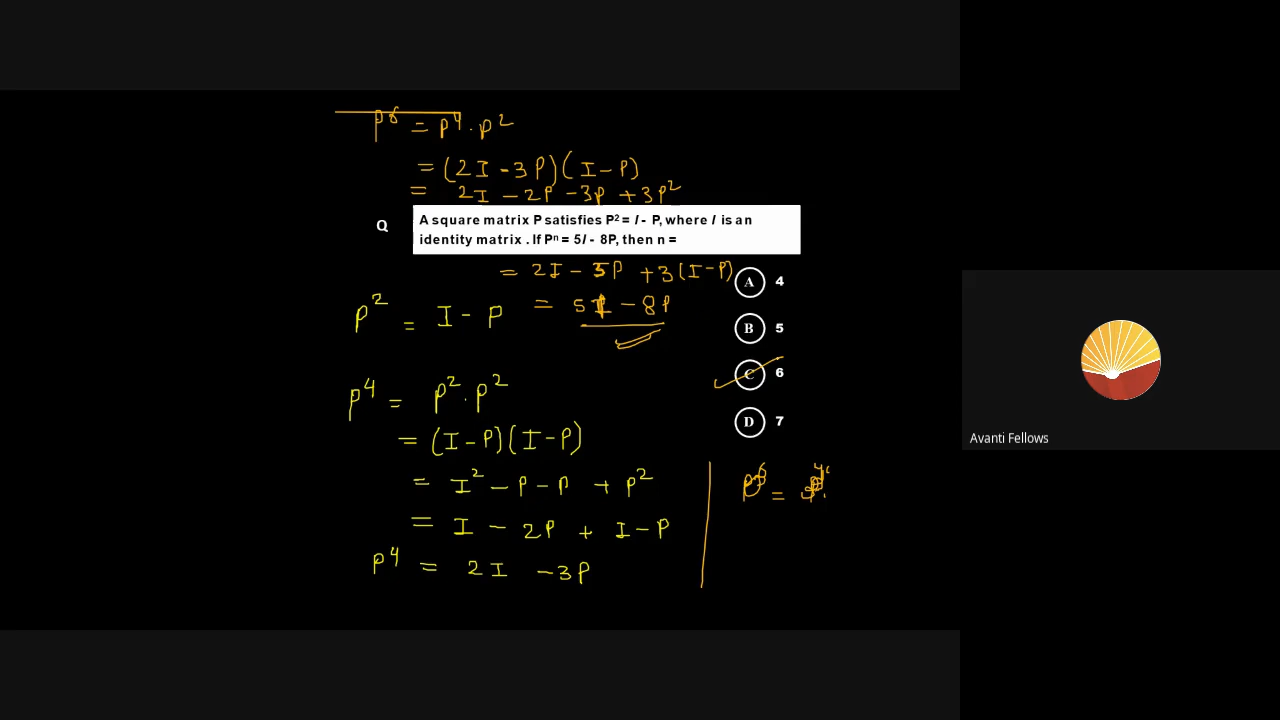 P⁶ = P⁴ · P²
= (2I - 3P)(I - P)
= 2I - 2P - 3P + 3P²
Q
A square matrix P satisfies P² = I - P, where I is an
identity matrix . If Pⁿ = 5I - 8P, then n =
= 2I - 5P + 3(I-P)
= 5I - 8P
A 4
B 5
C 6
D 7
P² = I - P
P⁴ = P² · P²
= (I-P)(I-P)
= I² - P - P + P²
= I - 2P + I - P
P⁴ = 2I - 3P
=
Avanti Fellows